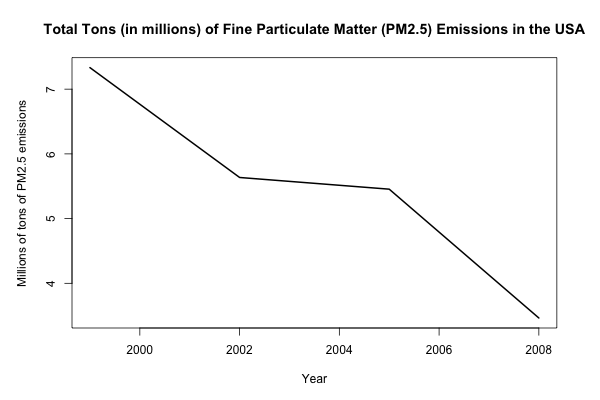 Total Tons (in millions) of Fine Particulate Matter (PM2.5) Emissions in the USA
Millions of tons of PM2.5 emissions
7
6
5
4
2000 2002 2004 2006 2008
Year